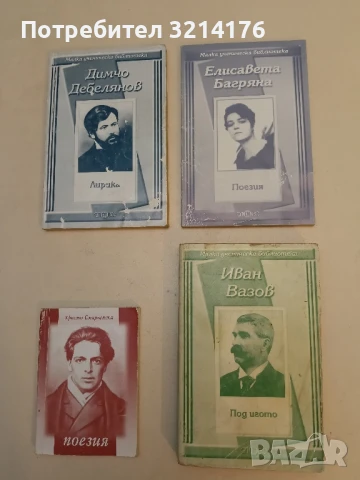 Обява: 3214176
Малка ученическа библиотека
Димчо
Дебелянов
Лирика
Малка ученическа библиотека
Елисавета
Багряна
Поезия
Христо Смирненски
поезия
Малка ученическа библиотека
Иван
Вазов
Под игото
BAZAR